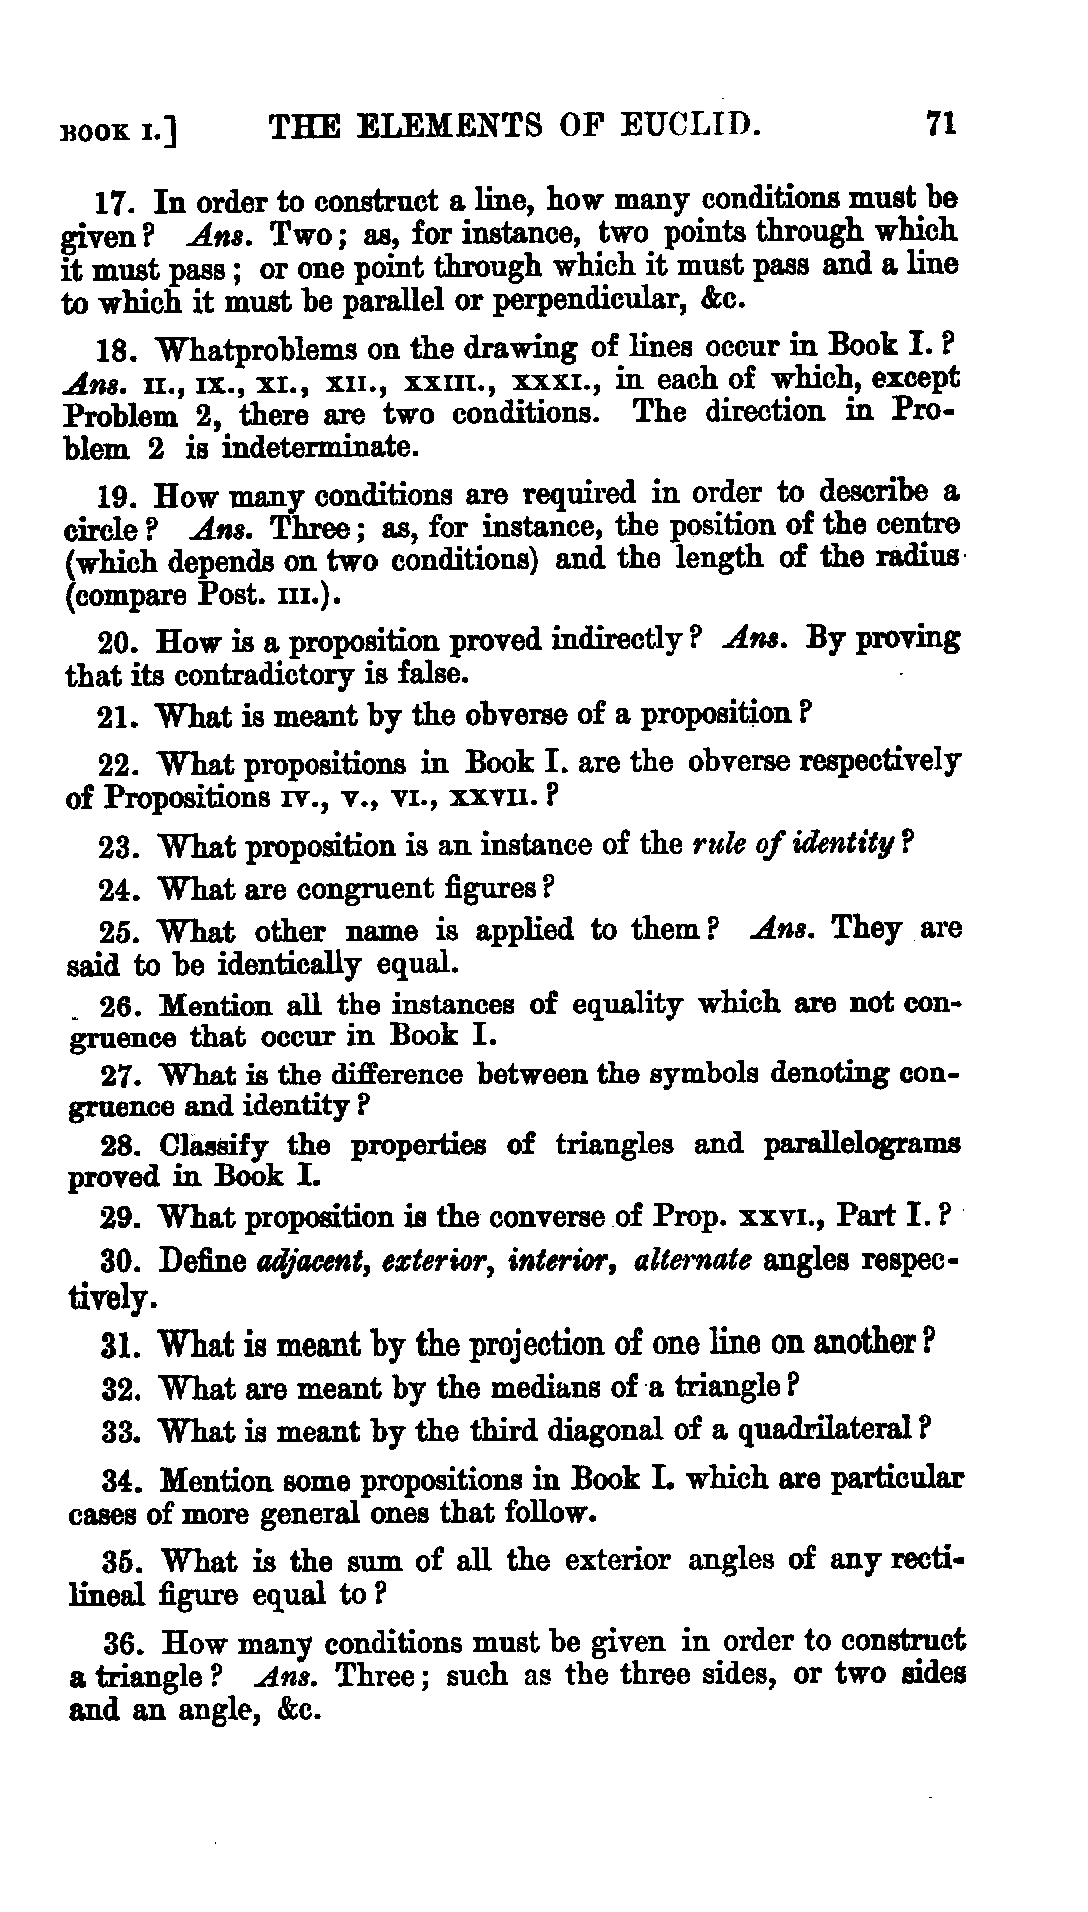 BOOK I.] THE ELEMENTS OF EUCLID. 71
17. In order to construct a line, how many conditions must be
given? Ans. Two; as, for instance, two points through which
it must pass; or one point through which it must pass and a line
to which it must be parallel or perpendicular, &c.
18. Whatproblems on the drawing of lines occur in Book I.?
Ans. II., IX., XI., XII., XXIII., XXXI., in each of which, except
Problem 2, there are two conditions. The direction in Pro-
blem 2 is indeterminate.
19. How many conditions are required in order to describe a
circle? Ans. Three; as, for instance, the position of the centre
(which depends on two conditions) and the length of the radius
(compare Post. III.).
20. How is a proposition proved indirectly? Ans. By proving
that its contradictory is false.
21. What is meant by the obverse of a proposition?
22. What propositions in Book I. are the obverse respectively
of Propositions IV., V., VI., XXVII.?
23. What proposition is an instance of the rule of identity?
24. What are congruent figures?
25. What other name is applied to them? Ans. They are
said to be identically equal.
26. Mention all the instances of equality which are not con-
gruence that occur in Book I.
27. What is the difference between the symbols denoting con-
gruence and identity?
28. Classify the properties of triangles and parallelograms
proved in Book I.
29. What proposition is the converse of Prop. XXVI., Part I.?
30. Define adjacent, exterior, interior, alternate angles respec-
tively.
31. What is meant by the projection of one line on another?
32. What are meant by the medians of a triangle?
33. What is meant by the third diagonal of a quadrilateral?
34. Mention some propositions in Book I. which are particular
cases of more general ones that follow.
35. What is the sum of all the exterior angles of any recti-
lineal figure equal to?
36. How many conditions must be given in order to construct
a triangle? Ans. Three; such as the three sides, or two sides
and an angle, &c.